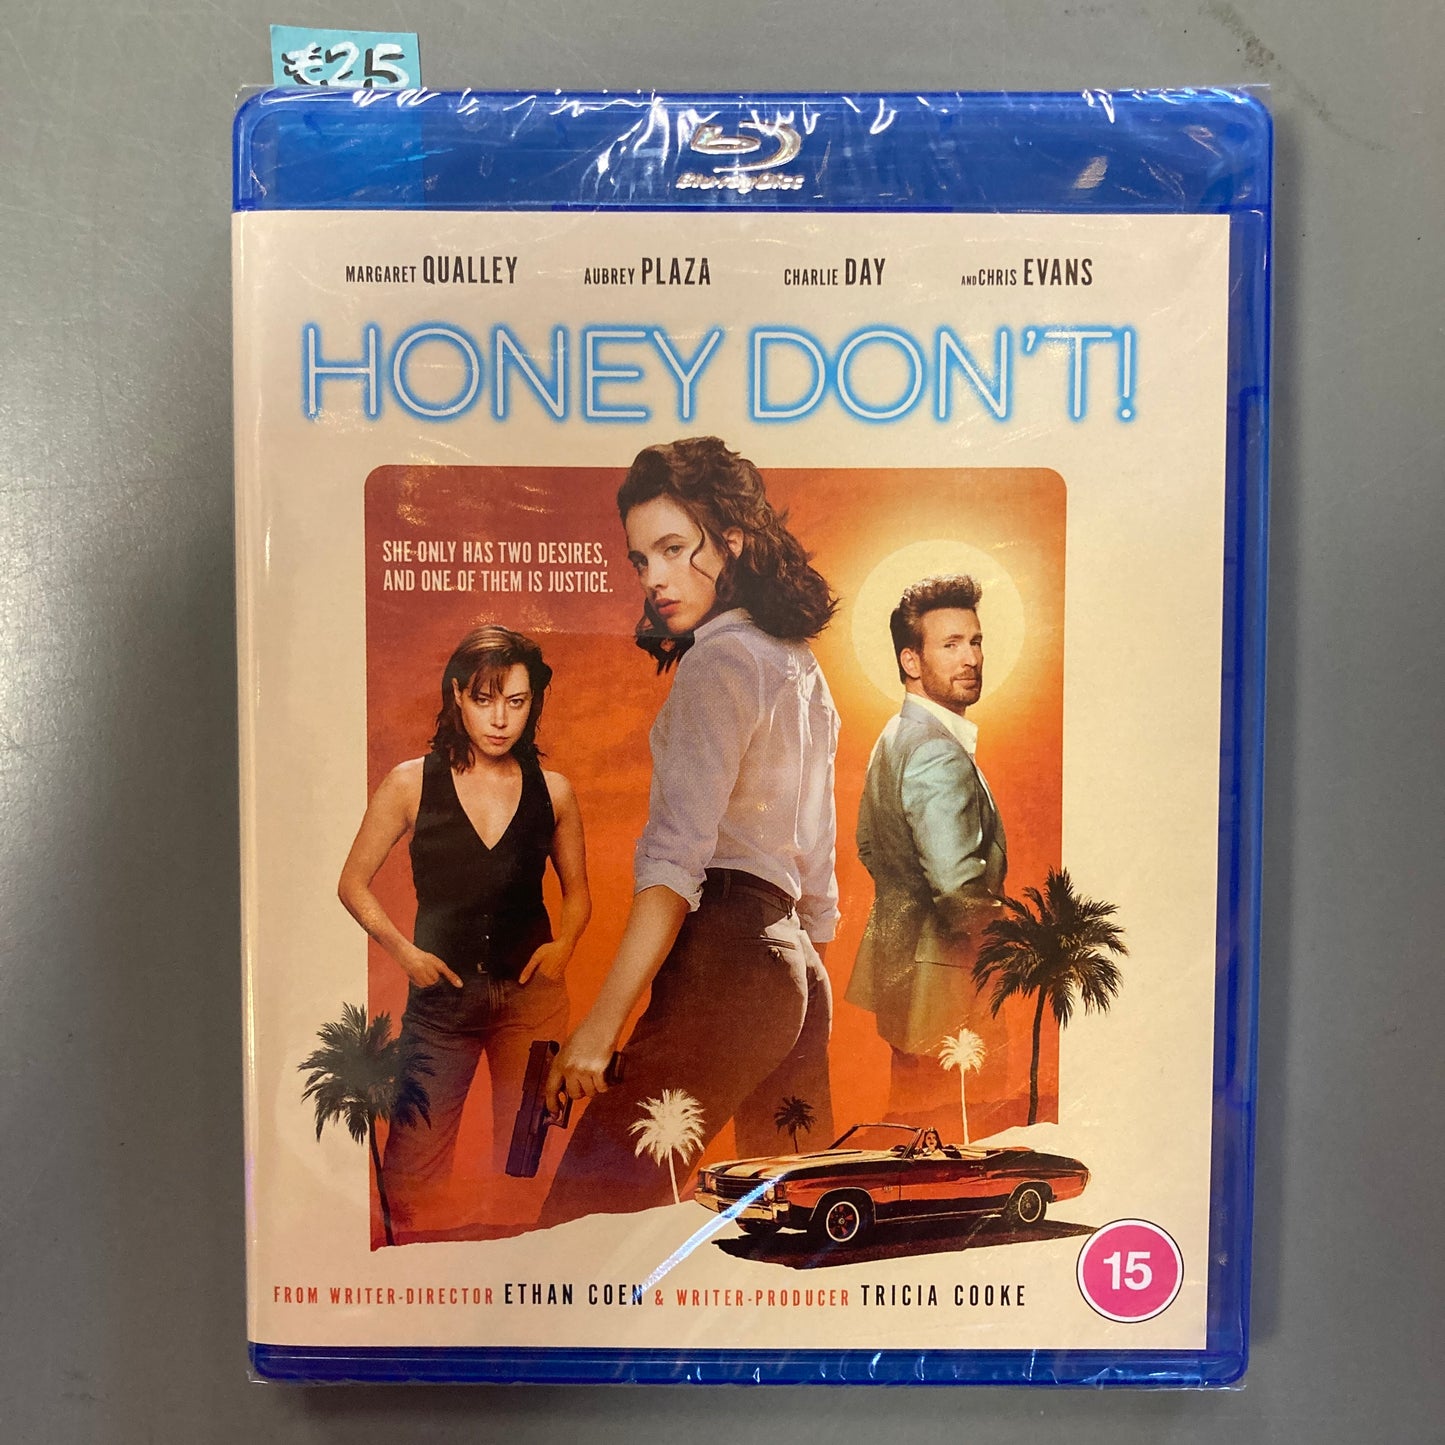 €25
Blu-ray Disc
MARGARET QUALLEY AUBREY PLAZA CHARLIE DAY AND CHRIS EVANS
HONEY DON'T!
SHE ONLY HAS TWO DESIRES,
AND ONE OF THEM IS JUSTICE.
FROM WRITER-DIRECTOR ETHAN COEN & WRITER-PRODUCER TRICIA COOKE
15